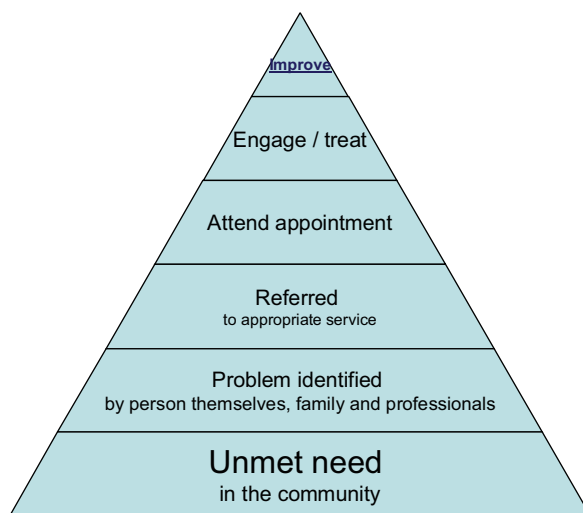 Improve
Engage / treat
Attend appointment
Referred
to appropriate service
Problem identified
by person themselves, family and professionals
Unmet need
in the community